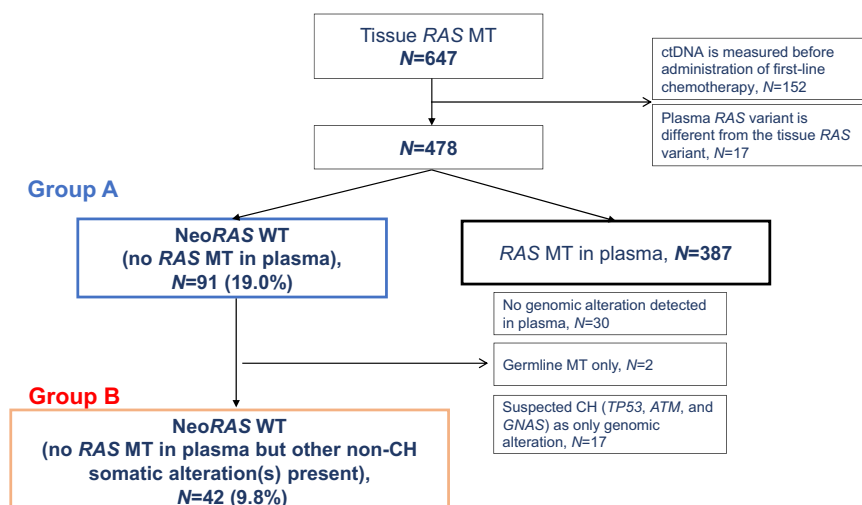 Tissue RAS MT
N=647
ctDNA is measured before
administration of first-line
chemotherapy, N=152
Plasma RAS variant is
different from the tissue RAS
variant, N=17
N=478
Group A
NeoRAS WT
(no RAS MT in plasma),
N=91 (19.0%)
RAS MT in plasma, N=387
No genomic alteration detected
in plasma, N=30
Germline MT only, N=2
Suspected CH (TP53, ATM, and
GNAS) as only genomic
alteration, N=17
Group B
NeoRAS WT
(no RAS MT in plasma but other non-CH
somatic alteration(s) present),
N=42 (9.8%)